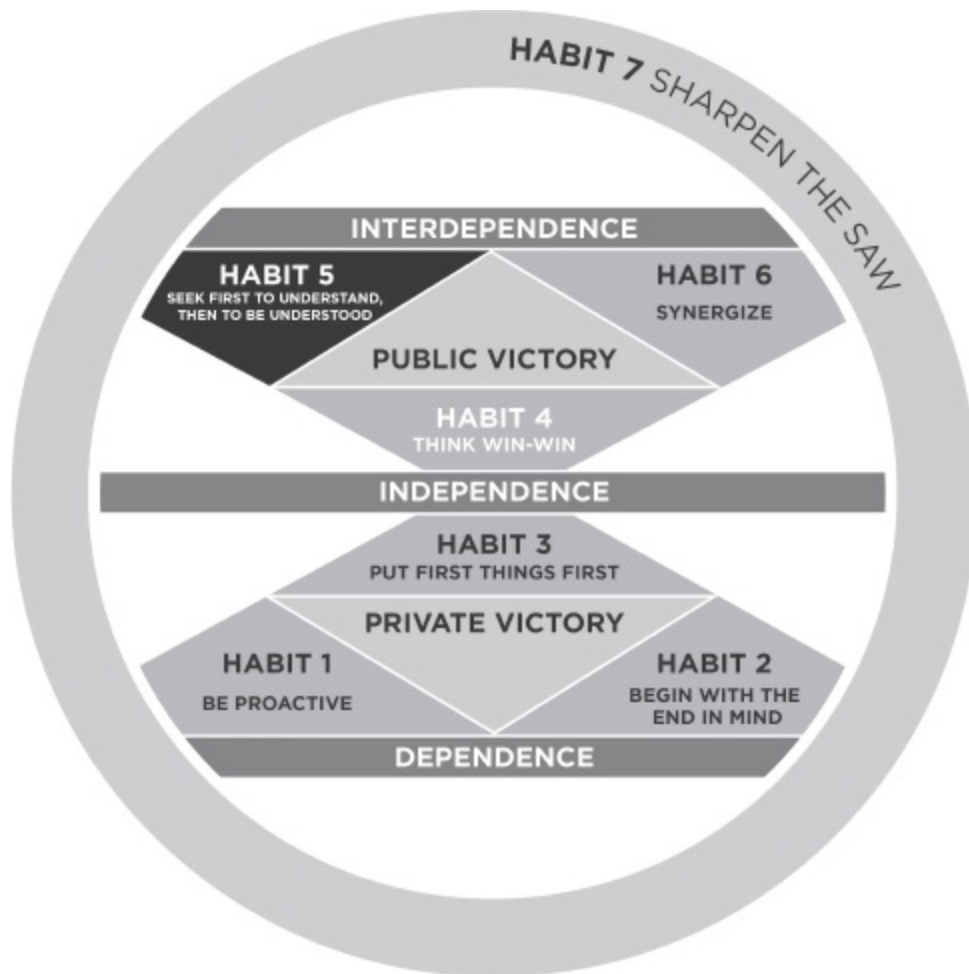 HABIT 7 SHARPEN THE SAW
INTERDEPENDENCE
HABIT 5
SEEK FIRST TO UNDERSTAND,
THEN TO BE UNDERSTOOD
HABIT 6
SYNERGIZE
PUBLIC VICTORY
HABIT 4
THINK WIN-WIN
INDEPENDENCE
HABIT 3
PUT FIRST THINGS FIRST
PRIVATE VICTORY
HABIT 1
BE PROACTIVE
HABIT 2
BEGIN WITH THE
END IN MIND
DEPENDENCE